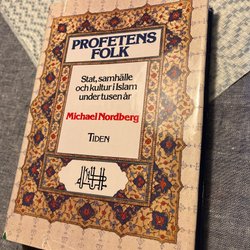 PROFETENS
FOLK
Stat, samhälle
och kultur i Islam
under tusen år
Michael Nordberg
TIDEN